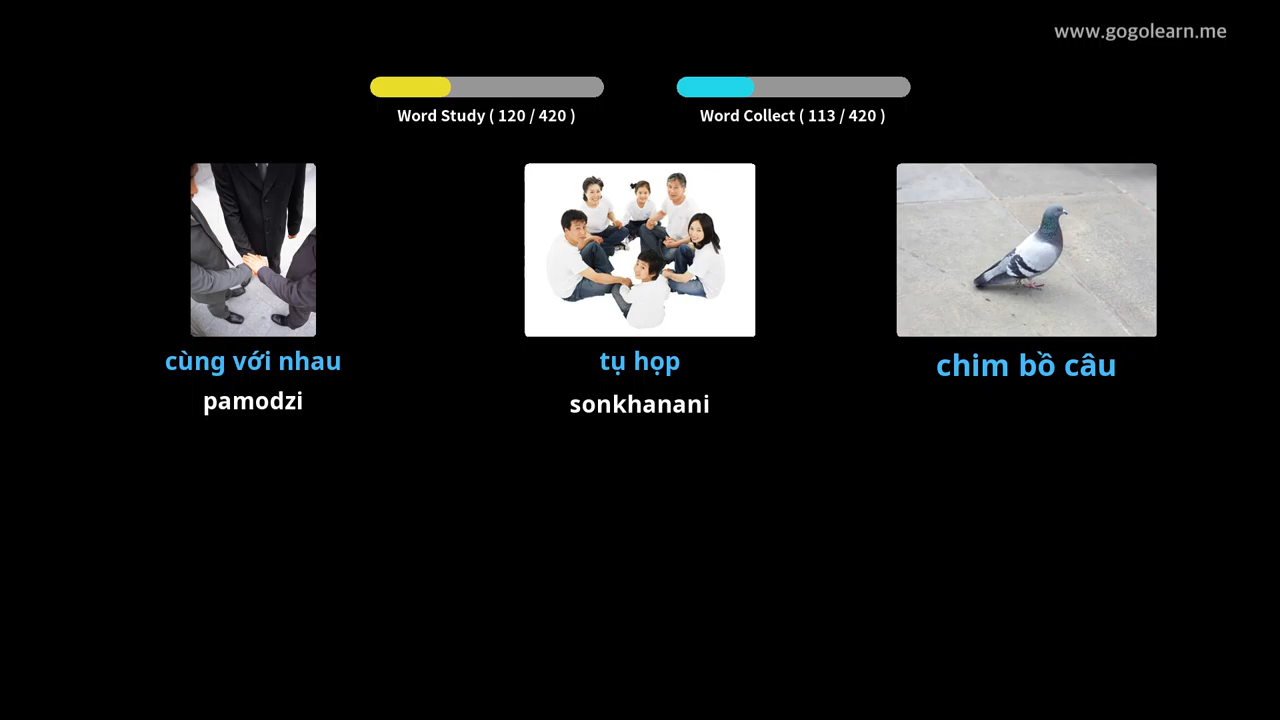 www.gogolearn.me
Word Study ( 120 / 420 )
Word Collect ( 113 / 420 )
cùng với nhau
pamodzi
tụ họp
sonkhanani
chim bồ câu